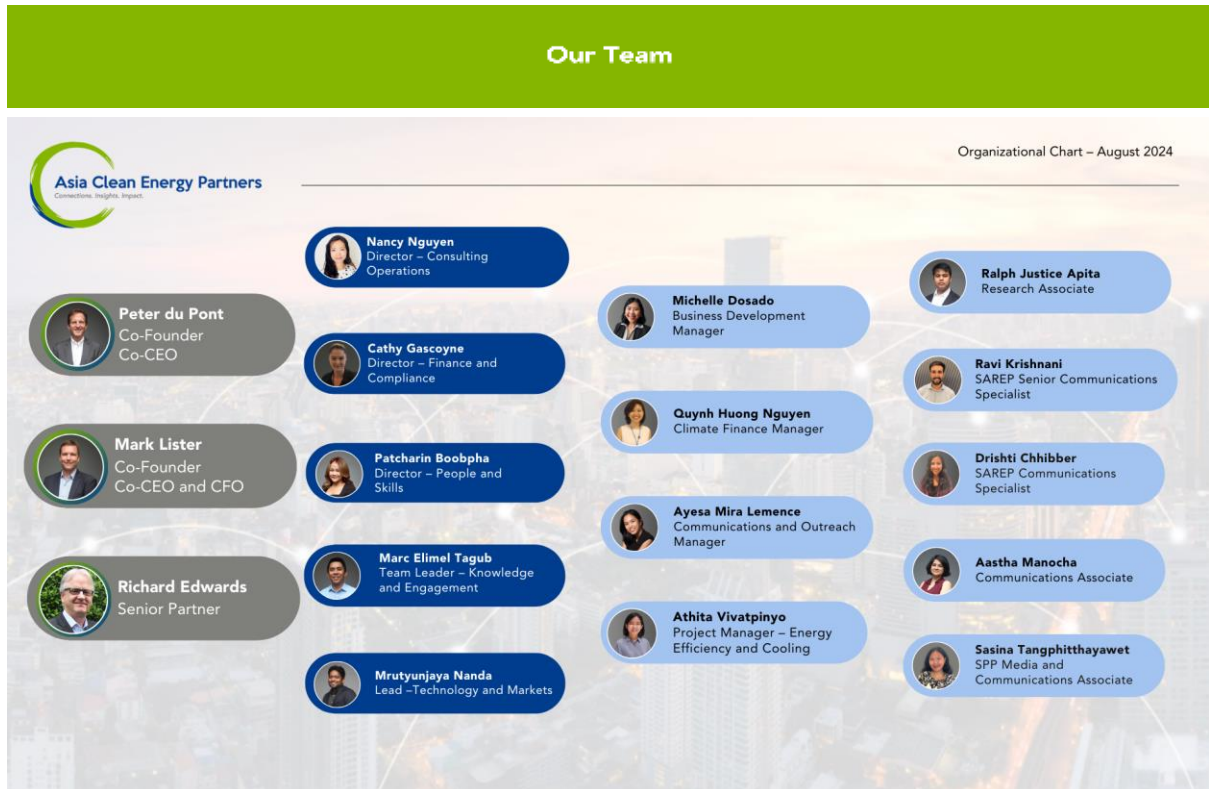 Our Team
Organizational Chart – August 2024
Asia Clean Energy Partners
Connections. Insights. Impact.
Peter du Pont
Co-Founder
Co-CEO
Mark Lister
Co-Founder
Co-CEO and CFO
Richard Edwards
Senior Partner
Nancy Nguyen
Director – Consulting
Operations
Cathy Gascoyne
Director – Finance and
Compliance
Patcharin Boobpha
Director – People and
Skills
Marc Elimel Tagub
Team Leader – Knowledge
and Engagement
Mrutyunjaya Nanda
Lead –Technology and Markets
Michelle Dosado
Business Development
Manager
Quynh Huong Nguyen
Climate Finance Manager
Ayesa Mira Lemence
Communications and Outreach
Manager
Athita Vivatpinyo
Project Manager – Energy
Efficiency and Cooling
Ralph Justice Apita
Research Associate
Ravi Krishnani
SAREP Senior Communications
Specialist
Drishti Chhibber
SAREP Communications
Specialist
Aastha Manocha
Communications Associate
Sasina Tangphitthayawet
SPP Media and
Communications Associate